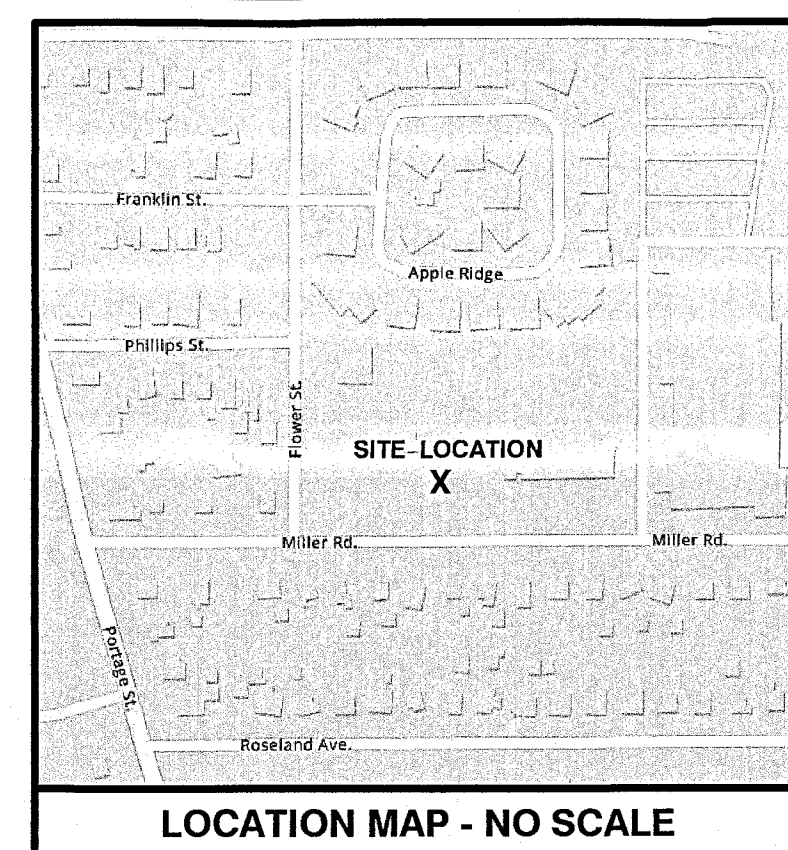 Franklin St.
Apple Ridge
Phillips St.
Flower St.
SITE-LOCATION
X
Miller Rd.
Miller Rd.
Portage St.
Roseland Ave.
LOCATION MAP - NO SCALE